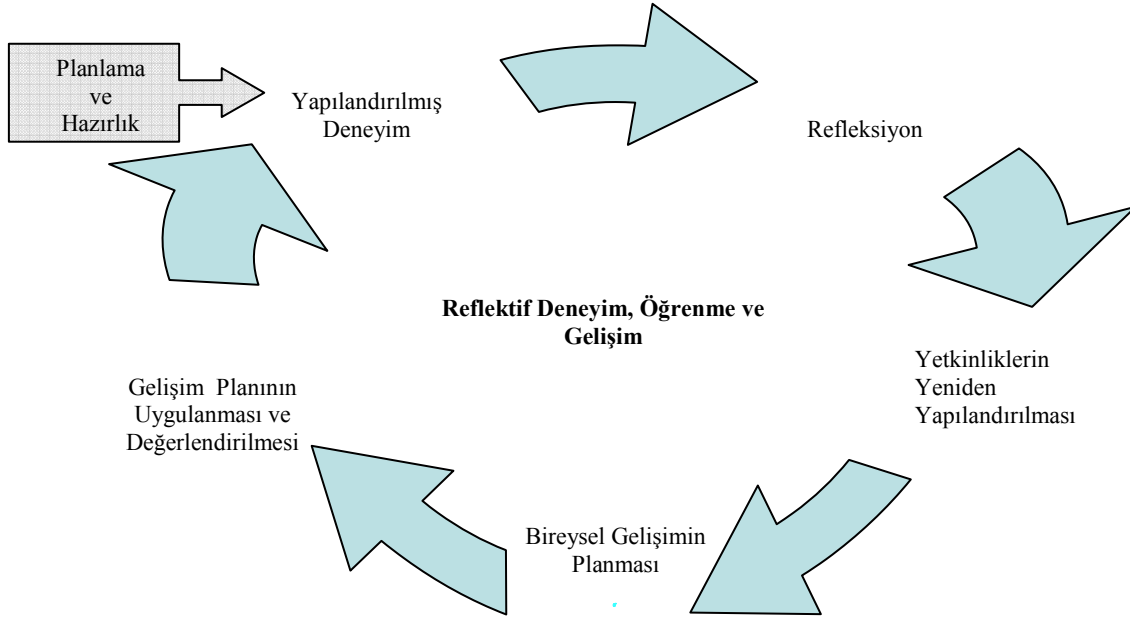 Planlama
ve
Hazırlık
Yapılandırılmış
Deneyim
Refleksiyon
Reflektif Deneyim, Öğrenme ve
Gelişim
Yetkinliklerin
Yeniden
Yapılandırılması
Bireysel Gelişimin
Planması
Gelişim Planının
Uygulanması ve
Değerlendirilmesi